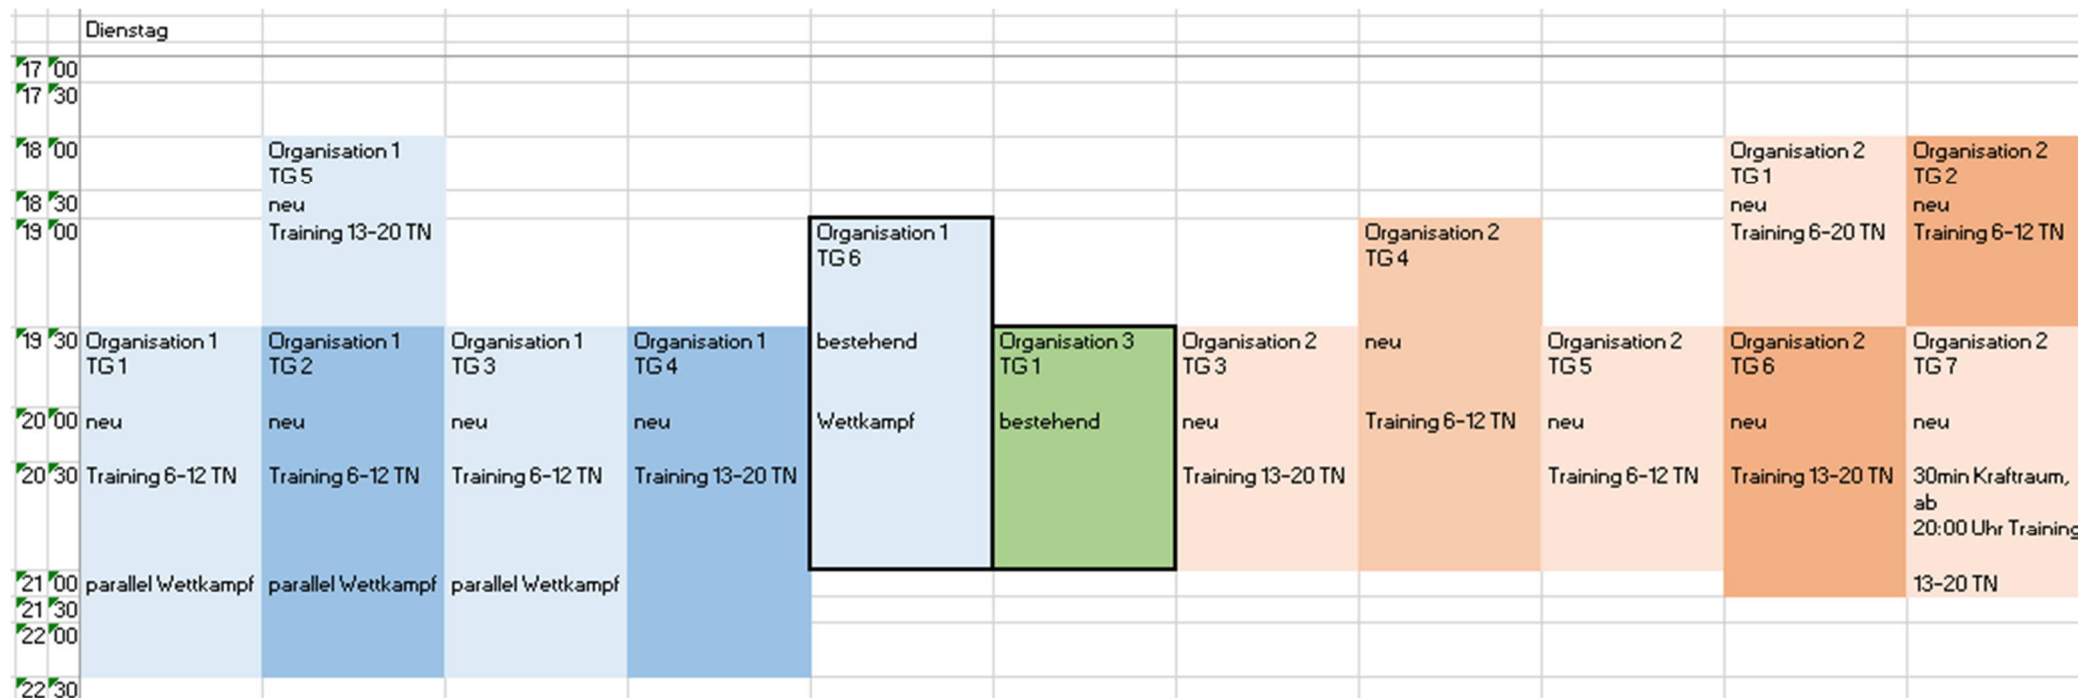 Dienstag
17 00
17 30
18 00 Organisation 1 Organisation 2 Organisation 2
TG 5 TG 1 TG 2
18 30 neu neu neu
19 00 Training 13-20 TN Organisation 1 Organisation 2 Training 6-20 TN Training 6-12 TN
TG 6 TG 4
19 30 Organisation 1 Organisation 1 Organisation 1 Organisation 1 bestehend Organisation 3 Organisation 2 neu Organisation 2 Organisation 2 Organisation 2
TG 1 TG 2 TG 3 TG 4 TG 1 TG 3 TG 5 TG 6 TG 7
20 00 neu neu neu neu Wettkampf bestehend neu Training 6-12 TN neu neu neu
20 30 Training 6-12 TN Training 6-12 TN Training 6-12 TN Training 13-20 TN Training 13-20 TN Training 6-12 TN Training 13-20 TN 30min Kraftraum,
ab
20:00 Uhr Training
21 00 parallel Wettkampf parallel Wettkampf parallel Wettkampf 13-20 TN
21 30
22 00
22 30